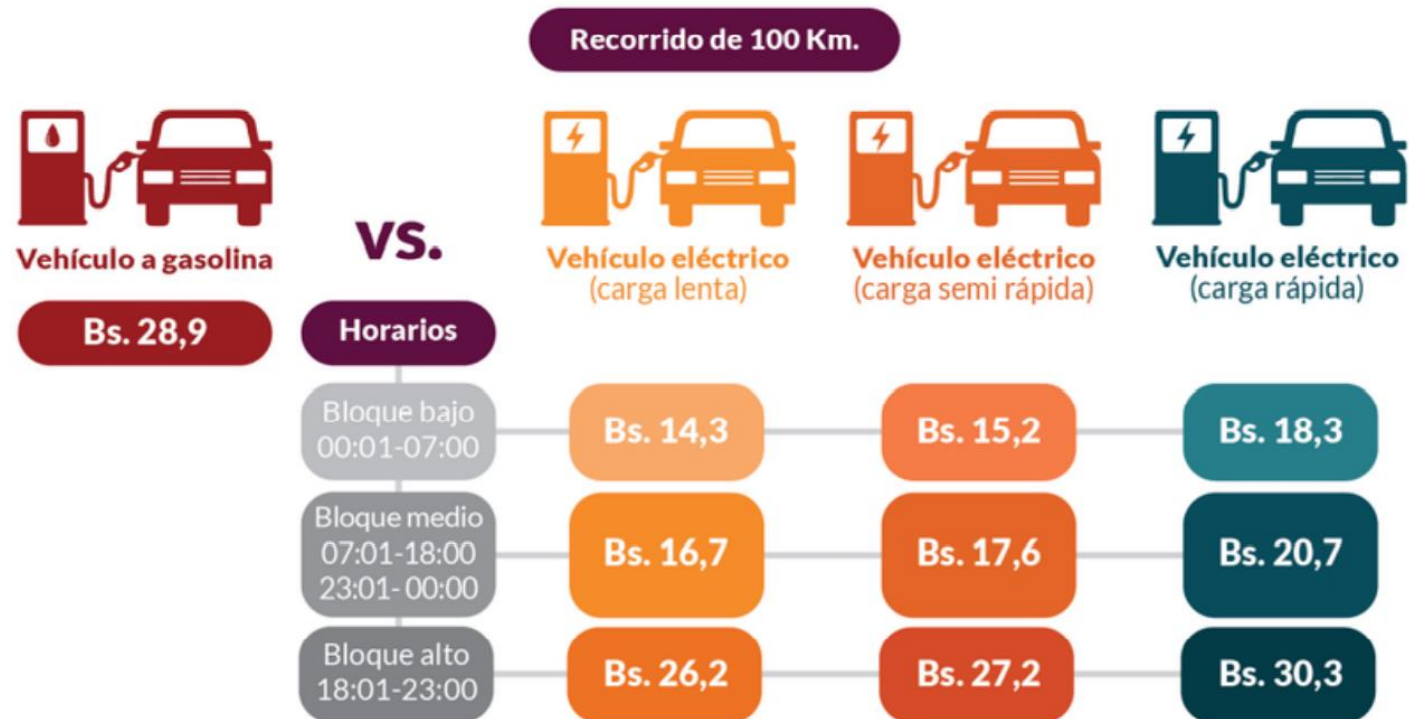 Recorrido de 100 Km.
Vehículo a gasolina
Bs. 28,9
vs.
Horarios
Vehículo eléctrico
(carga lenta)
Vehículo eléctrico
(carga semi rápida)
Vehículo eléctrico
(carga rápida)
Bloque bajo
00:01-07:00
Bs. 14,3
Bs. 15,2
Bs. 18,3
Bloque medio
07:01-18:00
23:01- 00:00
Bs. 16,7
Bs. 17,6
Bs. 20,7
Bloque alto
18:01-23:00
Bs. 26,2
Bs. 27,2
Bs. 30,3